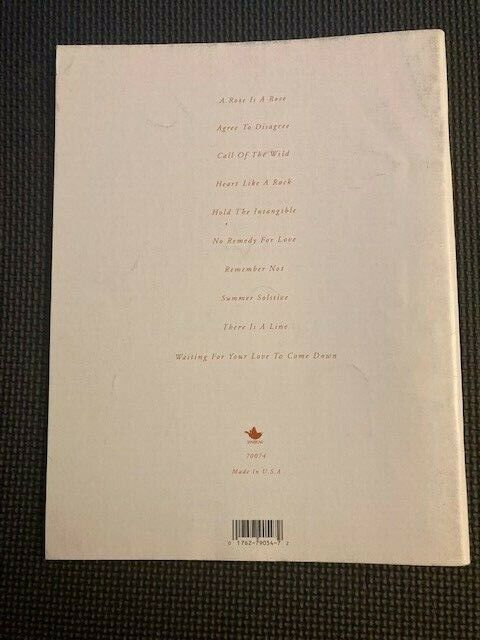 A Rose Is A Rose
Agree To Disagree
Call Of The Wild
Heart Like A Rock
Hold The Intangible
No Remedy For Love
Remember Not
Summer Solstice
There Is A Line
Waiting For Your Love To Come Down
70074
Made In U.S.A